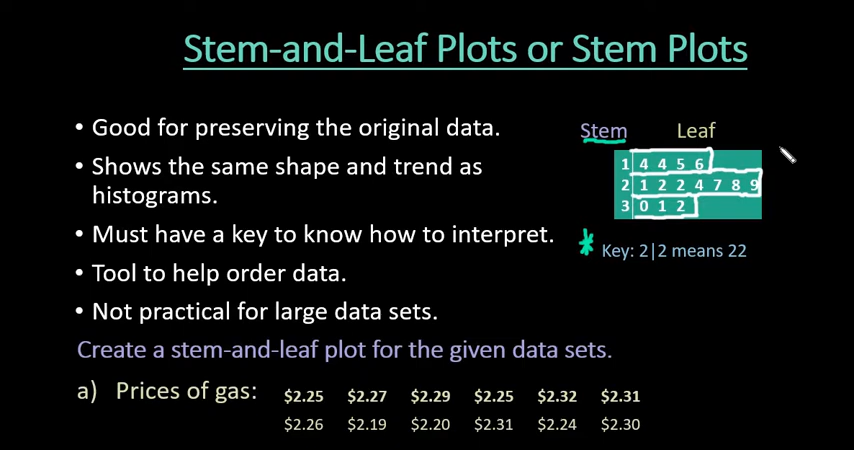 Stem-and-Leaf Plots or Stem Plots
• Good for preserving the original data.
• Shows the same shape and trend as
histograms.
• Must have a key to know how to interpret.
• Tool to help order data.
• Not practical for large data sets.
Stem Leaf
1 4 4 5 6
2 1 2 2 4 7 8 9
3 0 1 2
* Key: 2|2 means 22
Create a stem-and-leaf plot for the given data sets.
a) Prices of gas: $2.25 $2.27 $2.29 $2.25 $2.32 $2.31
$2.26 $2.19 $2.20 $2.31 $2.24 $2.30